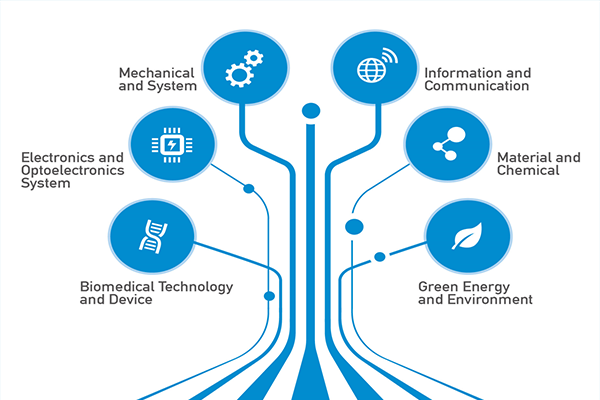 Mechanical
and System
Information and
Communication
Electronics and
Optoelectronics
System
Material and
Chemical
Biomedical Technology
and Device
Green Energy
and Environment